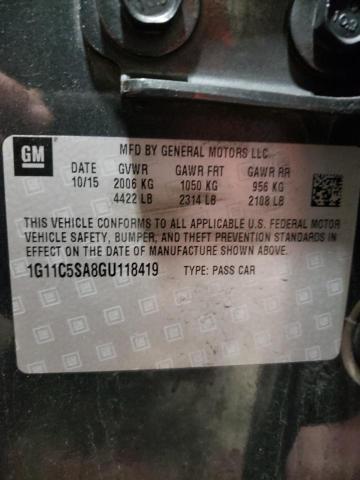 GM
MFD BY GENERAL MOTORS LLC
DATE GVWR GAWR FRT GAWR RR
10/15 2006 KG 1050 KG 956 KG
4422 LB 2314 LB 2108 LB
THIS VEHICLE CONFORMS TO ALL APPLICABLE U.S. FEDERAL MOTOR
VEHICLE SAFETY, BUMPER, AND THEFT PREVENTION STANDARDS
IN EFFECT ON THE DATE OF MANUFACTURE SHOWN ABOVE.
1G11C5SA8GU118419 TYPE: PASS CAR